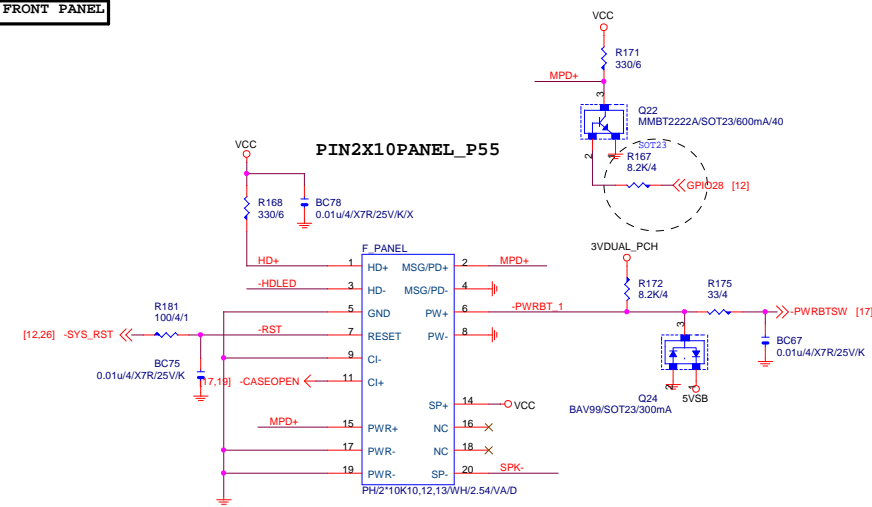 FRONT PANEL
VCC
R171
330/6
MPD+
3
Q22
MMBT2222A/SOT23/600mA/40
SOT23
2
1
R167
8.2K/4
GPIO28 [12]
PIN2X10PANEL_P55
VCC
R168
330/6
BC78
0.01u/4/X7R/25V/K/X
3VDUAL_PCH
F_PANEL
HD+ 1 HD+ MSG/PD+ 2 MPD+
-HDLED 3 HD- MSG/PD- 4
R172
8.2K/4
R175
33/4
5 GND PW+ 6 -PWRBT_1
-PWRBTSW [17]
R181
100/4/1
[12,26] -SYS_RST
-RST 7 RESET PW- 8
3
BC67
0.01u/4/X7R/25V/K
9 CI-
BC75
0.01u/4/X7R/25V/K
[17,19] -CASEOPEN 11 CI+
2
1
Q24
BAV99/SOT23/300mA
5VSB
SP+ 14 VCC
MPD+ 15 PWR+ NC 16
17 PWR- NC 18
19 PWR- SP- 20 SPK-
PH/2*10K10,12,13/WH/2.54/VA/D